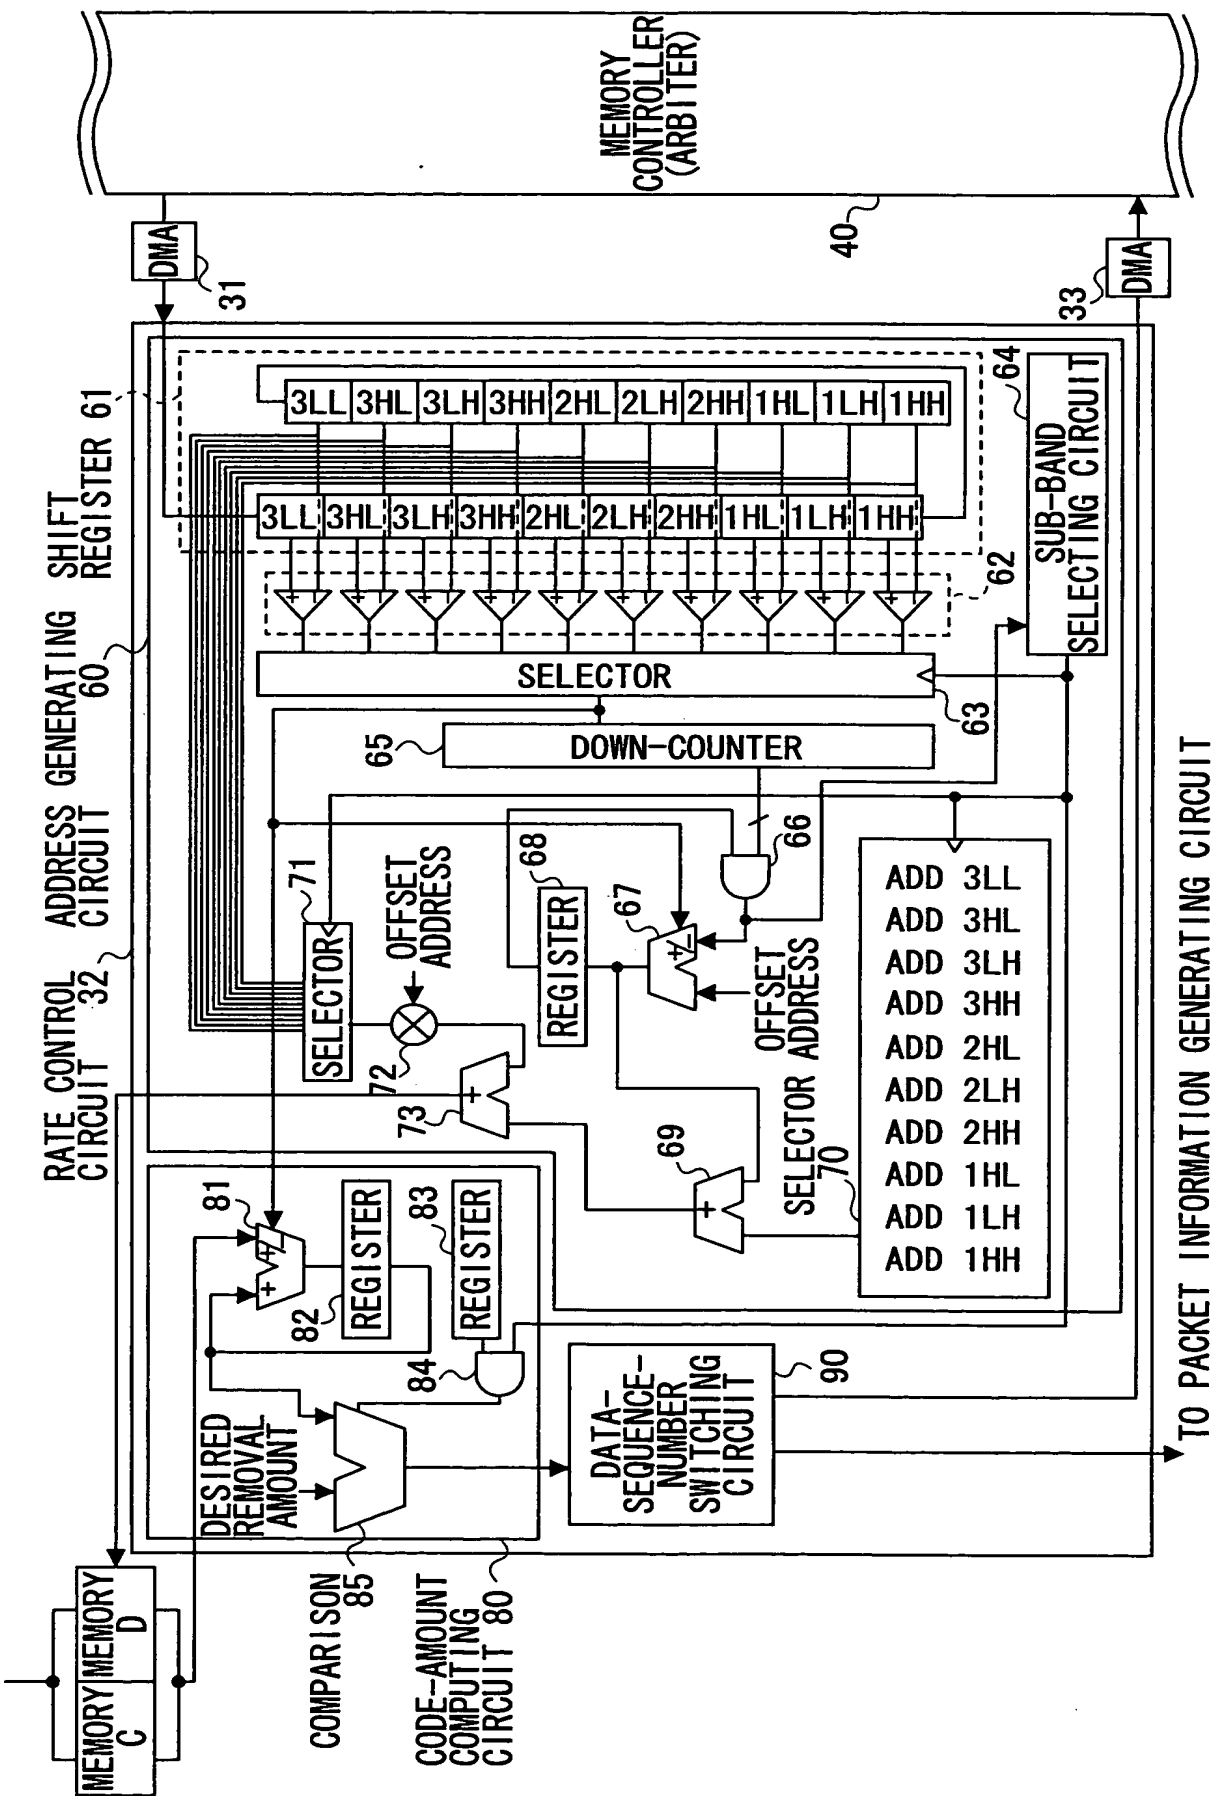 MEMORY
CONTROLLER
(ARBITER)
40
DMA
31
33
DMA
SHIFT
REGISTER 61
3LL 3HL 3LH 3HH 2HL 2LH 2HH 1HL 1LH 1HH
3LL 3HL 3LH 3HH 2HL 2LH 2HH 1HL 1LH 1HH
+ − + − + − + − + − + − + − + − + − + −
62
64
SUB-BAND
SELECTING CIRCUIT
SELECTOR
63
65
DOWN-COUNTER
ADDRESS GENERATING
CIRCUIT 60
RATE CONTROL
CIRCUIT 32
71
SELECTOR
OFFSET
ADDRESS
72
73
+
68
REGISTER
67
+/−
66
OFFSET
ADDRESS
69
+
SELECTOR
70
ADD 3LL
ADD 3HL
ADD 3LH
ADD 3HH
ADD 2HL
ADD 2LH
ADD 2HH
ADD 1HL
ADD 1LH
ADD 1HH
81
+ +/−
82
REGISTER
83
REGISTER
84
DESIRED
REMOVAL
AMOUNT
DATA-
SEQUENCE-
NUMBER
SWITCHING
CIRCUIT
90
COMPARISON
85
CODE-AMOUNT
COMPUTING
CIRCUIT 80
MEMORY
C
MEMORY
D
TO PACKET INFORMATION GENERATING CIRCUIT